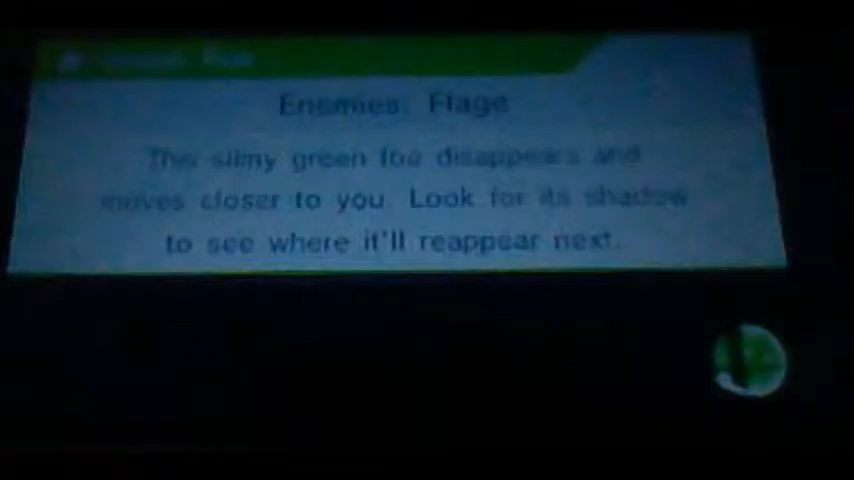 Enemies: Flage
This slimy green foe disappears and
moves closer to you. Look for its shadow
to see where it'll reappear next.